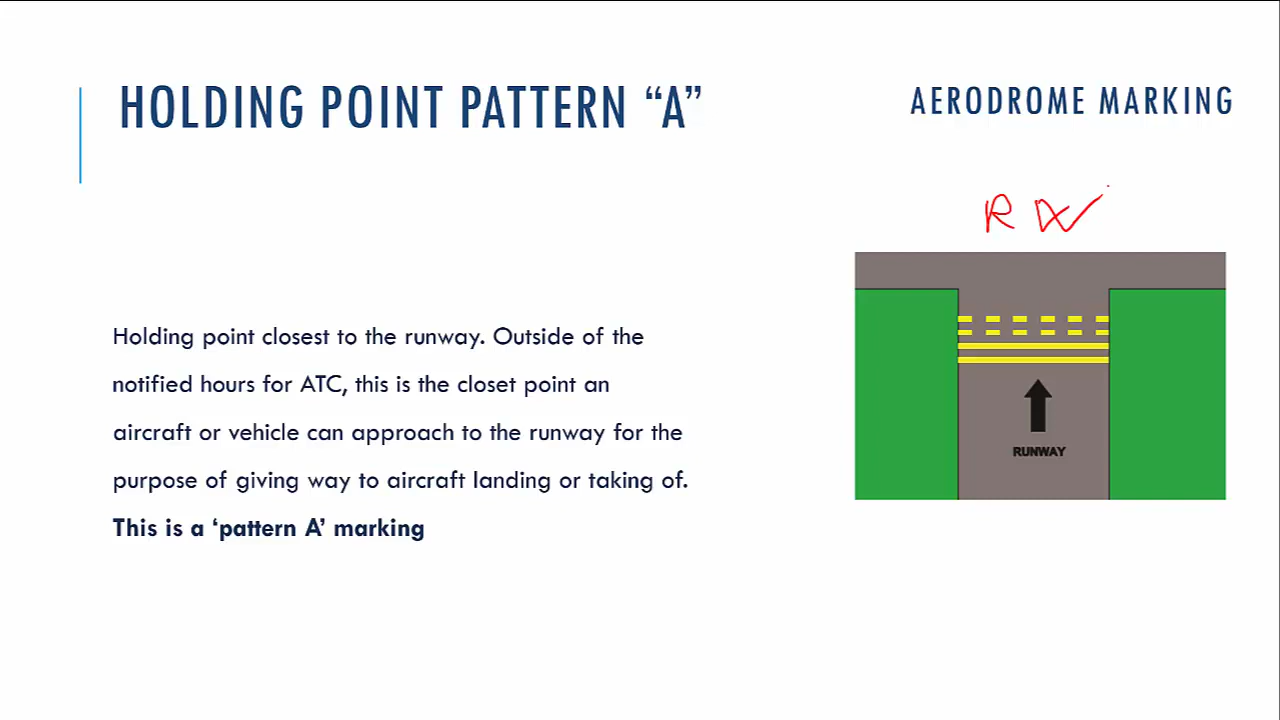 HOLDING POINT PATTERN “A”
AERODROME MARKING
R W
Holding point closest to the runway. Outside of the
notified hours for ATC, this is the closet point an
aircraft or vehicle can approach to the runway for the
purpose of giving way to aircraft landing or taking of.
This is a ‘pattern A’ marking
RUNWAY